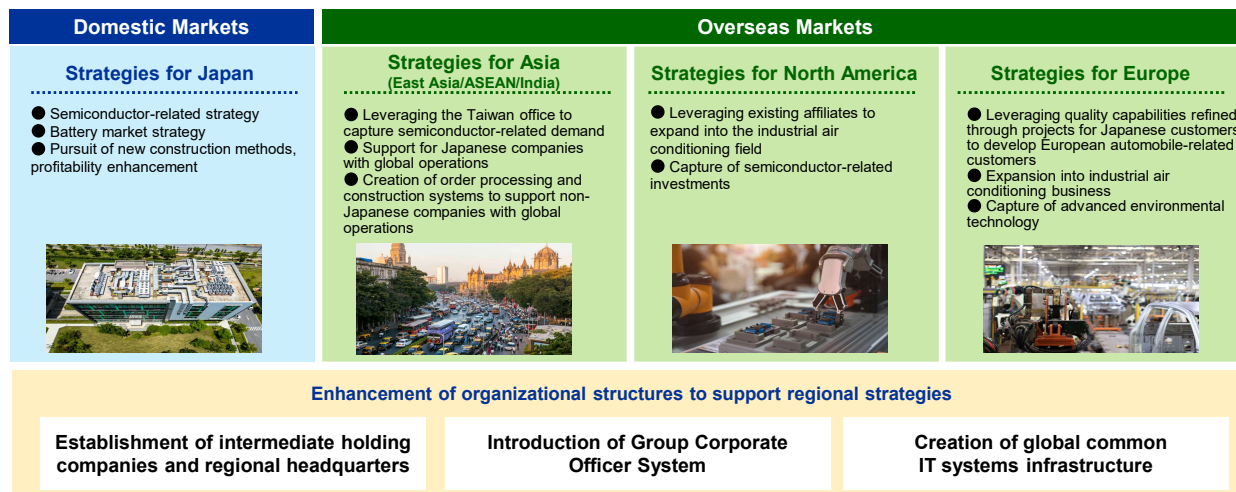 Domestic Markets
Overseas Markets
Strategies for Japan
● Semiconductor-related strategy
● Battery market strategy
● Pursuit of new construction methods,
profitability enhancement
Strategies for Asia
(East Asia/ASEAN/India)
● Leveraging the Taiwan office to
capture semiconductor-related demand
● Support for Japanese companies
with global operations
● Creation of order processing and
construction systems to support non-
Japanese companies with global
operations
Strategies for North America
● Leveraging existing affiliates to
expand into the industrial air
conditioning field
● Capture of semiconductor-related
investments
Strategies for Europe
● Leveraging quality capabilities refined
through projects for Japanese customers
to develop European automobile-related
customers
● Expansion into industrial air
conditioning business
● Capture of advanced environmental
technology
Enhancement of organizational structures to support regional strategies
Establishment of intermediate holding
companies and regional headquarters
Introduction of Group Corporate
Officer System
Creation of global common
IT systems infrastructure